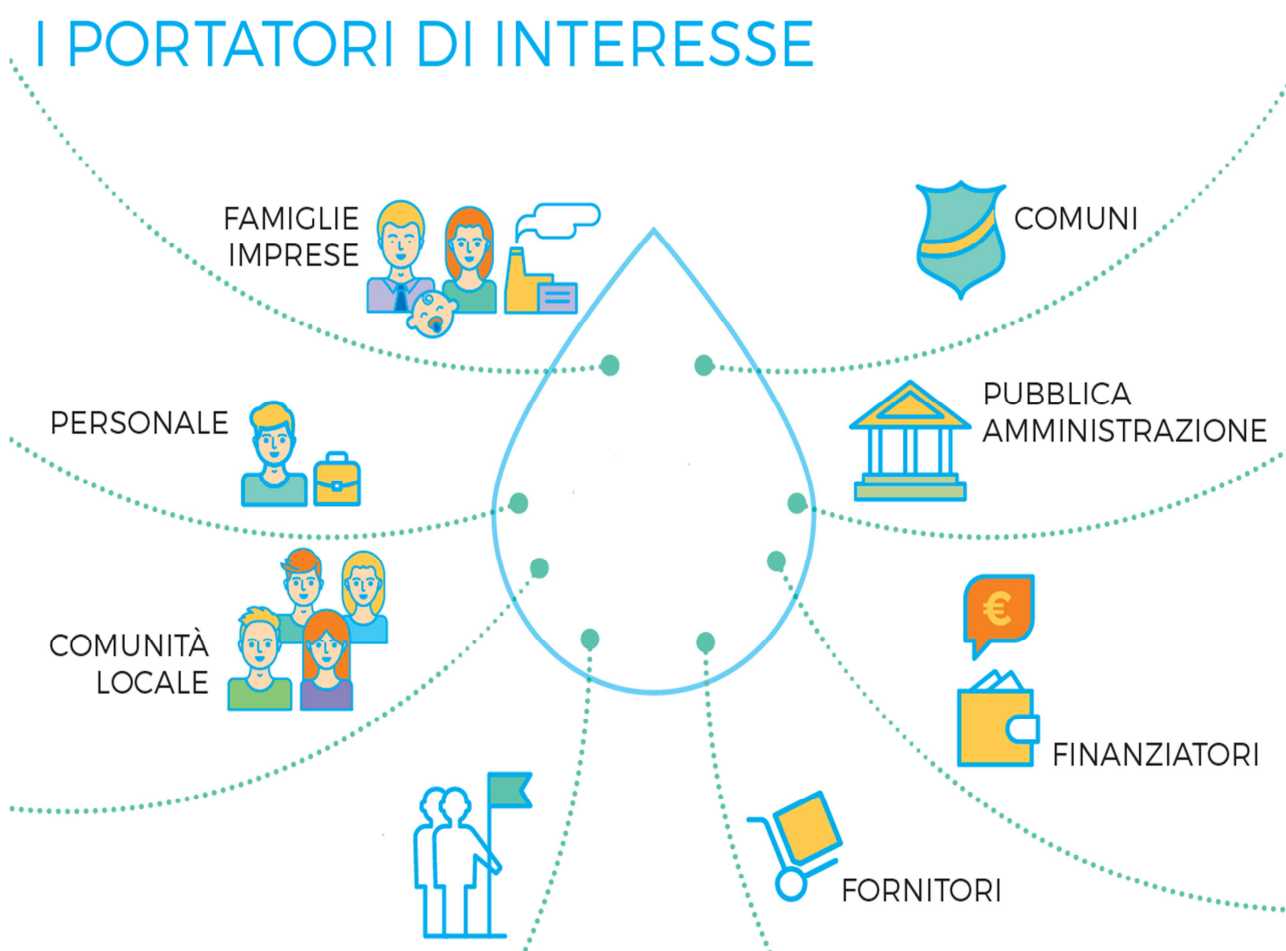 I PORTATORI DI INTERESSE
FAMIGLIE
IMPRESE
COMUNI
PERSONALE
PUBBLICA
AMMINISTRAZIONE
COMUNITÀ
LOCALE
€
FINANZIATORI
FORNITORI